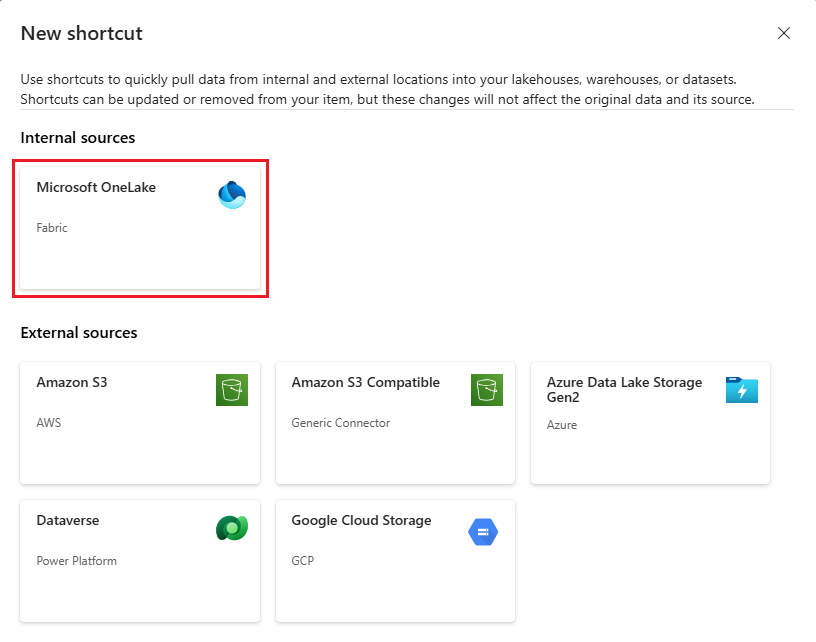 New shortcut
Use shortcuts to quickly pull data from internal and external locations into your lakehouses, warehouses, or datasets.
Shortcuts can be updated or removed from your item, but these changes will not affect the original data and its source.
Internal sources
Microsoft OneLake
Fabric
External sources
Amazon S3
AWS
Amazon S3 Compatible
Generic Connector
Azure Data Lake Storage
Gen2
Azure
Dataverse
Power Platform
Google Cloud Storage
GCP